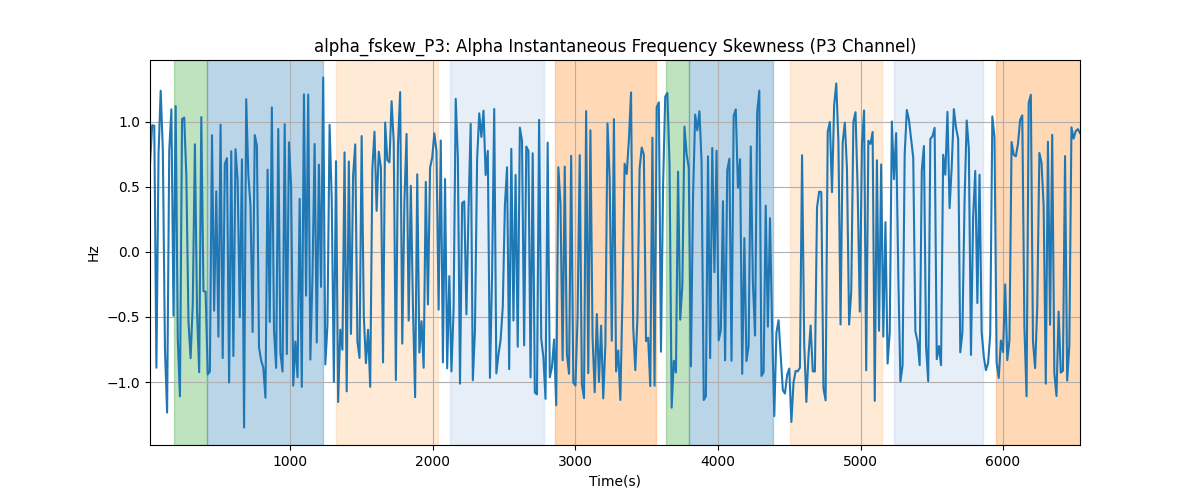 alpha_fskew_P3: Alpha Instantaneous Frequency Skewness (P3 Channel)
1.0
0.5
0.0
−0.5
−1.0
Hz
1000 2000 3000 4000 5000 6000
Time(s)